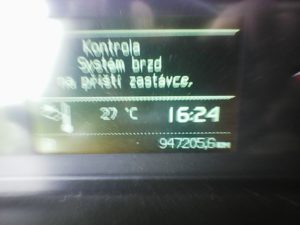 Kontrola
Systém brzd
na příští zastávce.
27 °C 16:24
947205,6 km